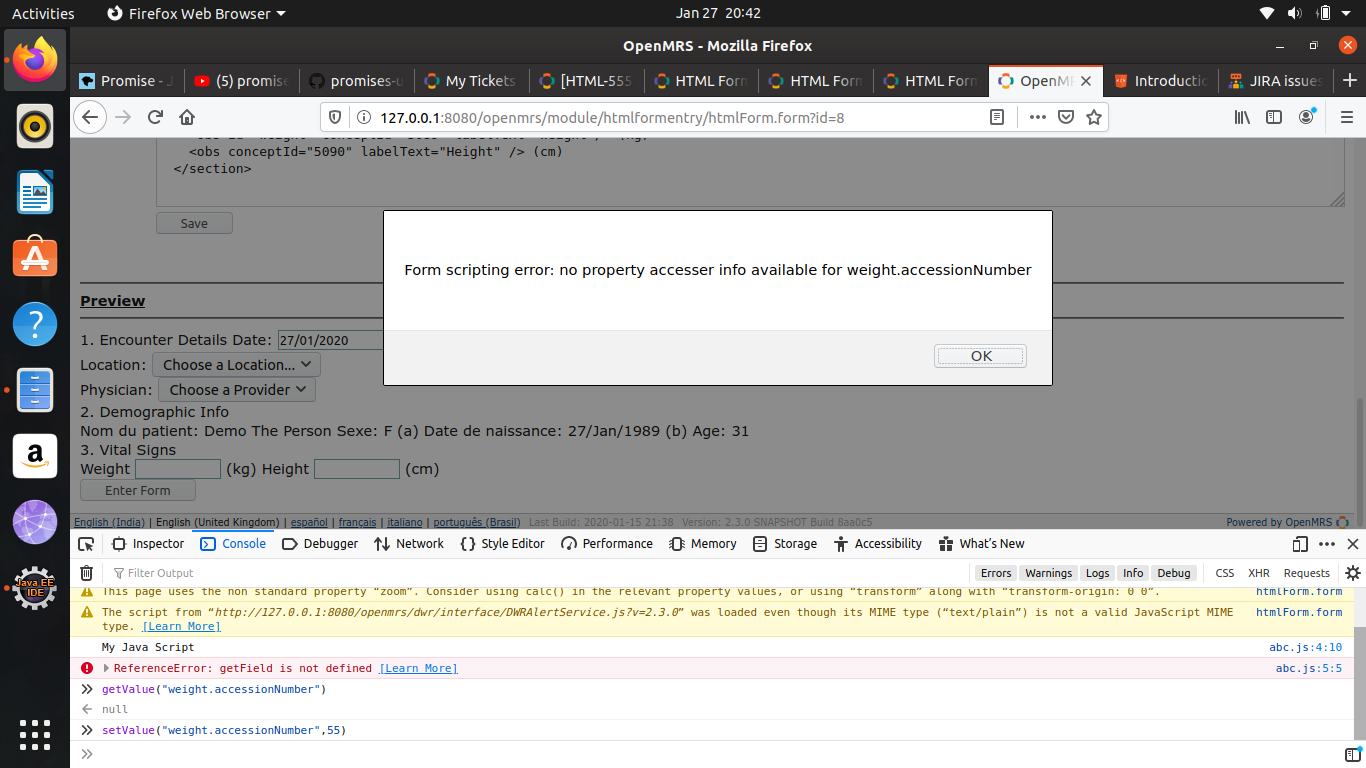 Activities Firefox Web Browser Jan 27 20:42
OpenMRS - Mozilla Firefox
Promise - J (5) promise promises-u My Tickets [HTML-555 HTML Form HTML Form HTML Form OpenMR Introductio JIRA issues
127.0.0.1:8080/openmrs/module/htmlformentry/htmlForm.form?id=8
<obs conceptId="5090" labelText="Height" /> (cm)
</section>
Save
Form scripting error: no property accesser info available for weight.accessionNumber
OK
Preview
1. Encounter Details Date: 27/01/2020
Location: Choose a Location...
Physician: Choose a Provider
2. Demographic Info
Nom du patient: Demo The Person Sexe: F (a) Date de naissance: 27/Jan/1989 (b) Age: 31
3. Vital Signs
Weight (kg) Height (cm)
Enter Form
English (India) | English (United Kingdom) | español | français | italiano | português (Brasil) Last Build: 2020-01-15 21:38 Version: 2.3.0 SNAPSHOT Build 8aa0c5 Powered by OpenMRS
Inspector Console Debugger Network Style Editor Performance Memory Storage Accessibility What's New
Filter Output Errors Warnings Logs Info Debug CSS XHR Requests
This page uses the non standard property “zoom”. Consider using calc() in the relevant property values, or using “transform” along with “transform-origin: 0 0”. htmlForm.form
The script from “http://127.0.0.1:8080/openmrs/dwr/interface/DWRAlertService.js?v=2.3.0” was loaded even though its MIME type (“text/plain”) is not a valid JavaScript MIME htmlForm.form
type. [Learn More]
My Java Script abc.js:4:10
ReferenceError: getField is not defined [Learn More] abc.js:5:5
getValue("weight.accessionNumber")
null
setValue("weight.accessionNumber",55)
Java EE
IDE